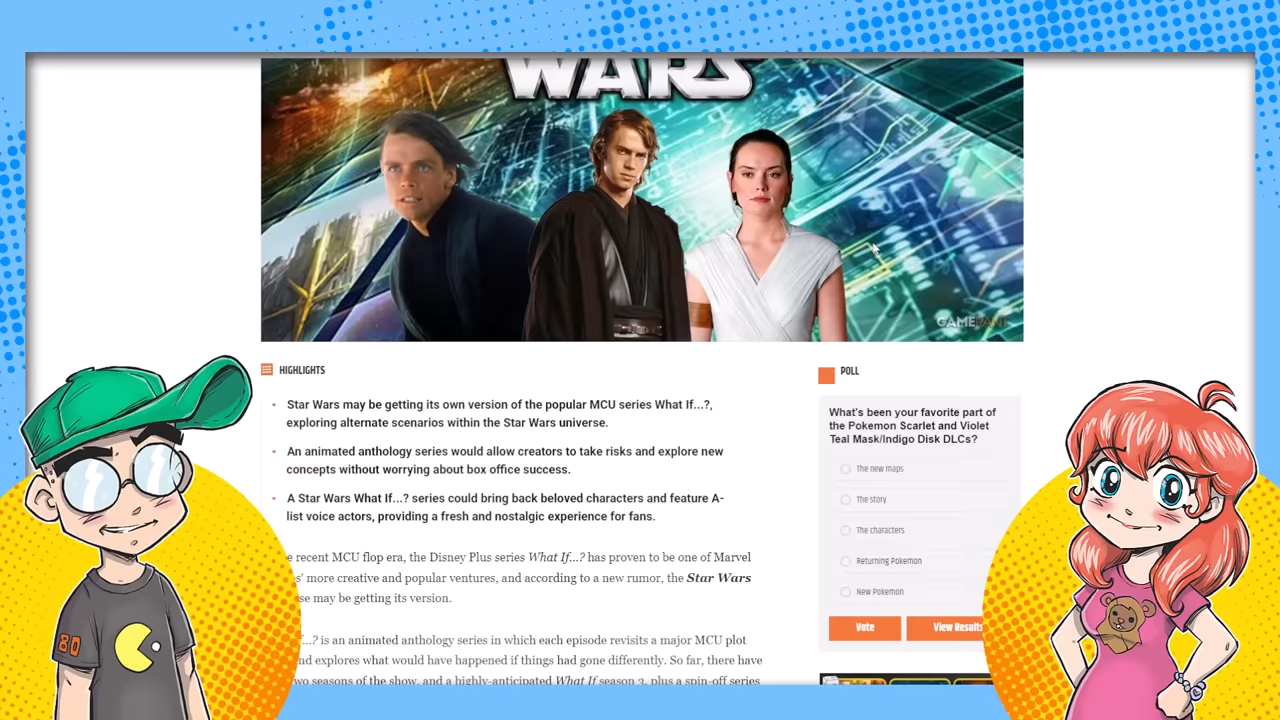 WARS
GAMERANT
HIGHLIGHTS
Star Wars may be getting its own version of the popular MCU series What If...?,
exploring alternate scenarios within the Star Wars universe.
An animated anthology series would allow creators to take risks and explore new
concepts without worrying about box office success.
A Star Wars What If...? series could bring back beloved characters and feature A-
list voice actors, providing a fresh and nostalgic experience for fans.
e recent MCU flop era, the Disney Plus series What If...? has proven to be one of Marvel
s' more creative and popular ventures, and according to a new rumor, the Star Wars
se may be getting its version.
...? is an animated anthology series in which each episode revisits a major MCU plot
nd explores what would have happened if things had gone differently. So far, there have
wo seasons of the show, and a highly-anticipated What If season 3, plus a spin-off series
POLL
What's been your favorite part of
the Pokemon Scarlet and Violet
Teal Mask/Indigo Disk DLCs?
The new maps
The story
The characters
Returning Pokemon
New Pokemon
Vote
View Results
80